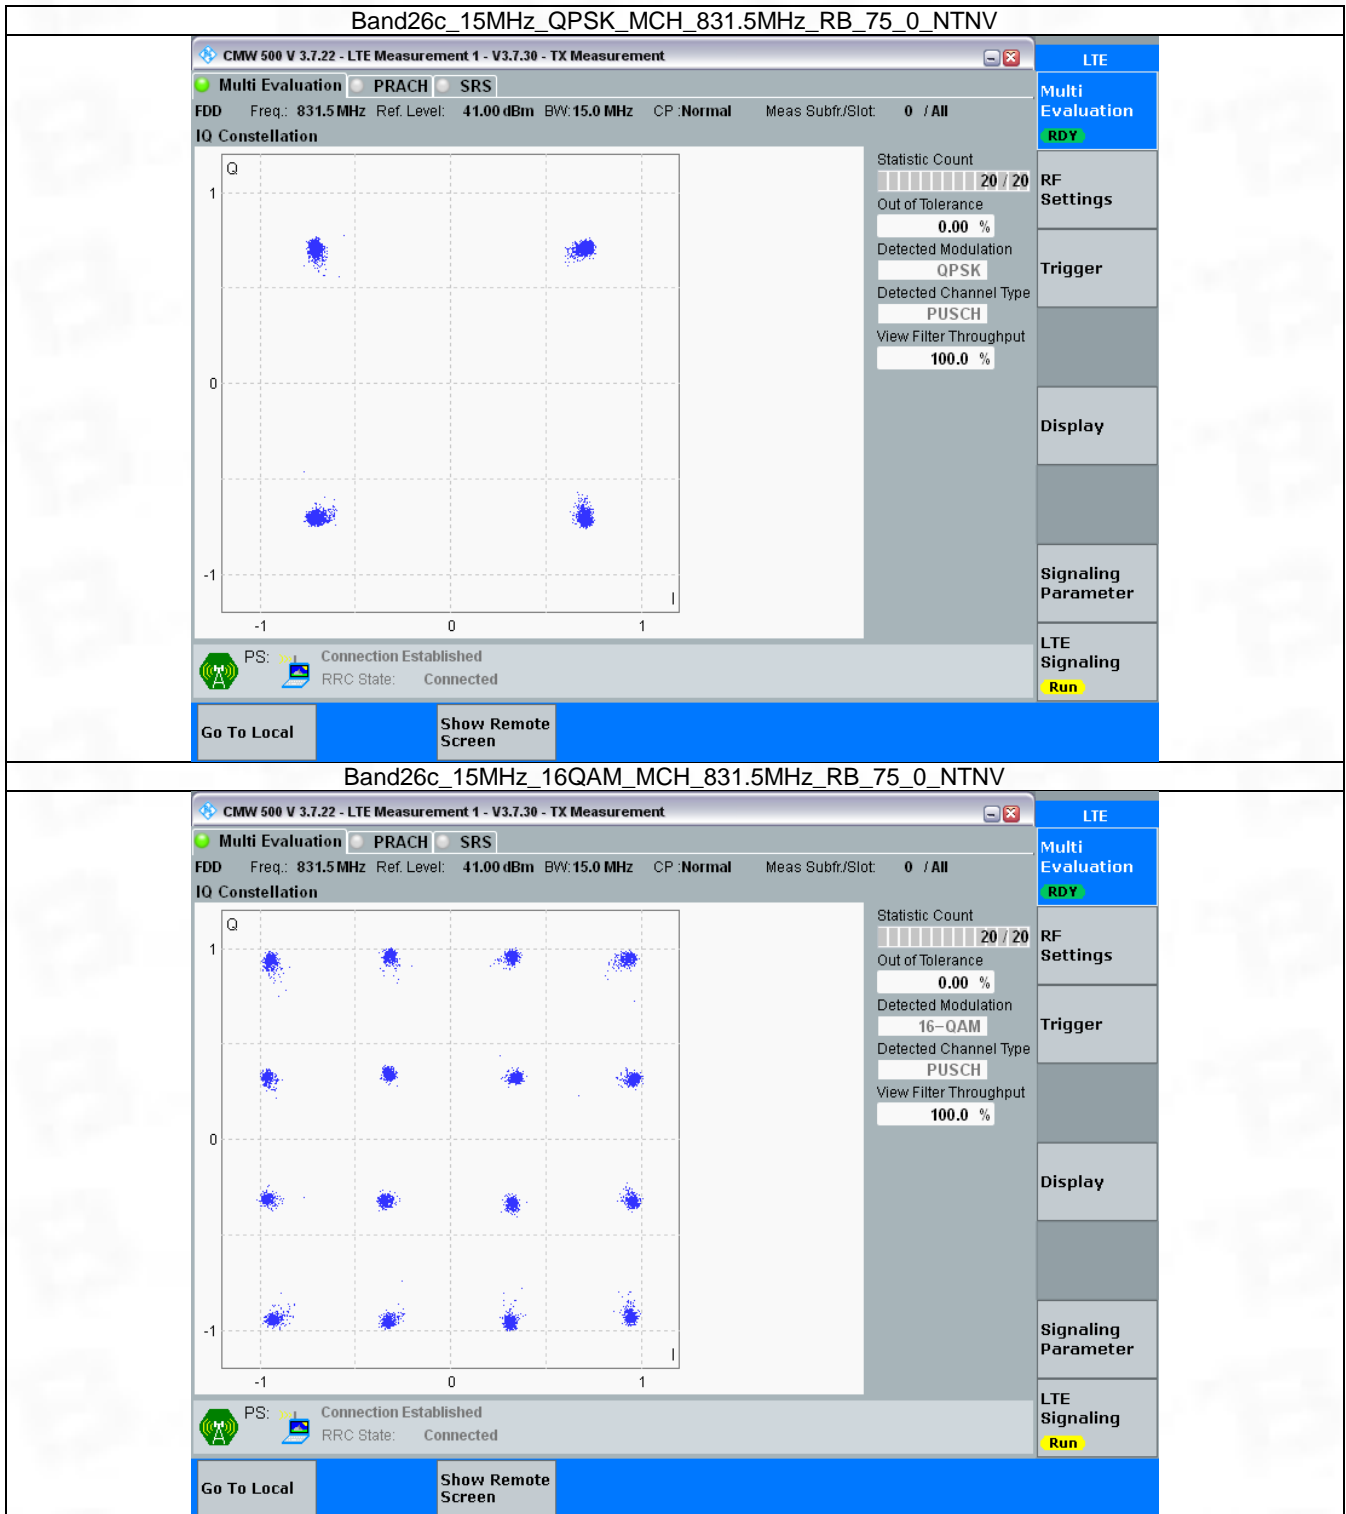 Band26c_15MHz_QPSK_MCH_831.5MHz_RB_75_0_NTNV
CMW 500 V 3.7.22 - LTE Measurement 1 - V3.7.30 - TX Measurement
LTE
Multi Evaluation PRACH SRS
Multi
Evaluation
RDY
FDD Freq.: 831.5 MHz Ref. Level: 41.00 dBm BW: 15.0 MHz CP : Normal Meas Subfr./Slot: 0 / All
IQ Constellation
Q
1
0
-1
I
-1 0 1
Statistic Count
20 / 20
Out of Tolerance
0.00 %
Detected Modulation
QPSK
Detected Channel Type
PUSCH
View Filter Throughput
100.0 %
RF
Settings
Trigger
Display
Signaling
Parameter
LTE
Signaling
Run
PS: Connection Established
RRC State: Connected
Go To Local
Show Remote
Screen
Band26c_15MHz_16QAM_MCH_831.5MHz_RB_75_0_NTNV
CMW 500 V 3.7.22 - LTE Measurement 1 - V3.7.30 - TX Measurement
LTE
Multi Evaluation PRACH SRS
Multi
Evaluation
RDY
FDD Freq.: 831.5 MHz Ref. Level: 41.00 dBm BW: 15.0 MHz CP : Normal Meas Subfr./Slot: 0 / All
IQ Constellation
Q
1
0
-1
I
-1 0 1
Statistic Count
20 / 20
Out of Tolerance
0.00 %
Detected Modulation
16-QAM
Detected Channel Type
PUSCH
View Filter Throughput
100.0 %
RF
Settings
Trigger
Display
Signaling
Parameter
LTE
Signaling
Run
PS: Connection Established
RRC State: Connected
Go To Local
Show Remote
Screen